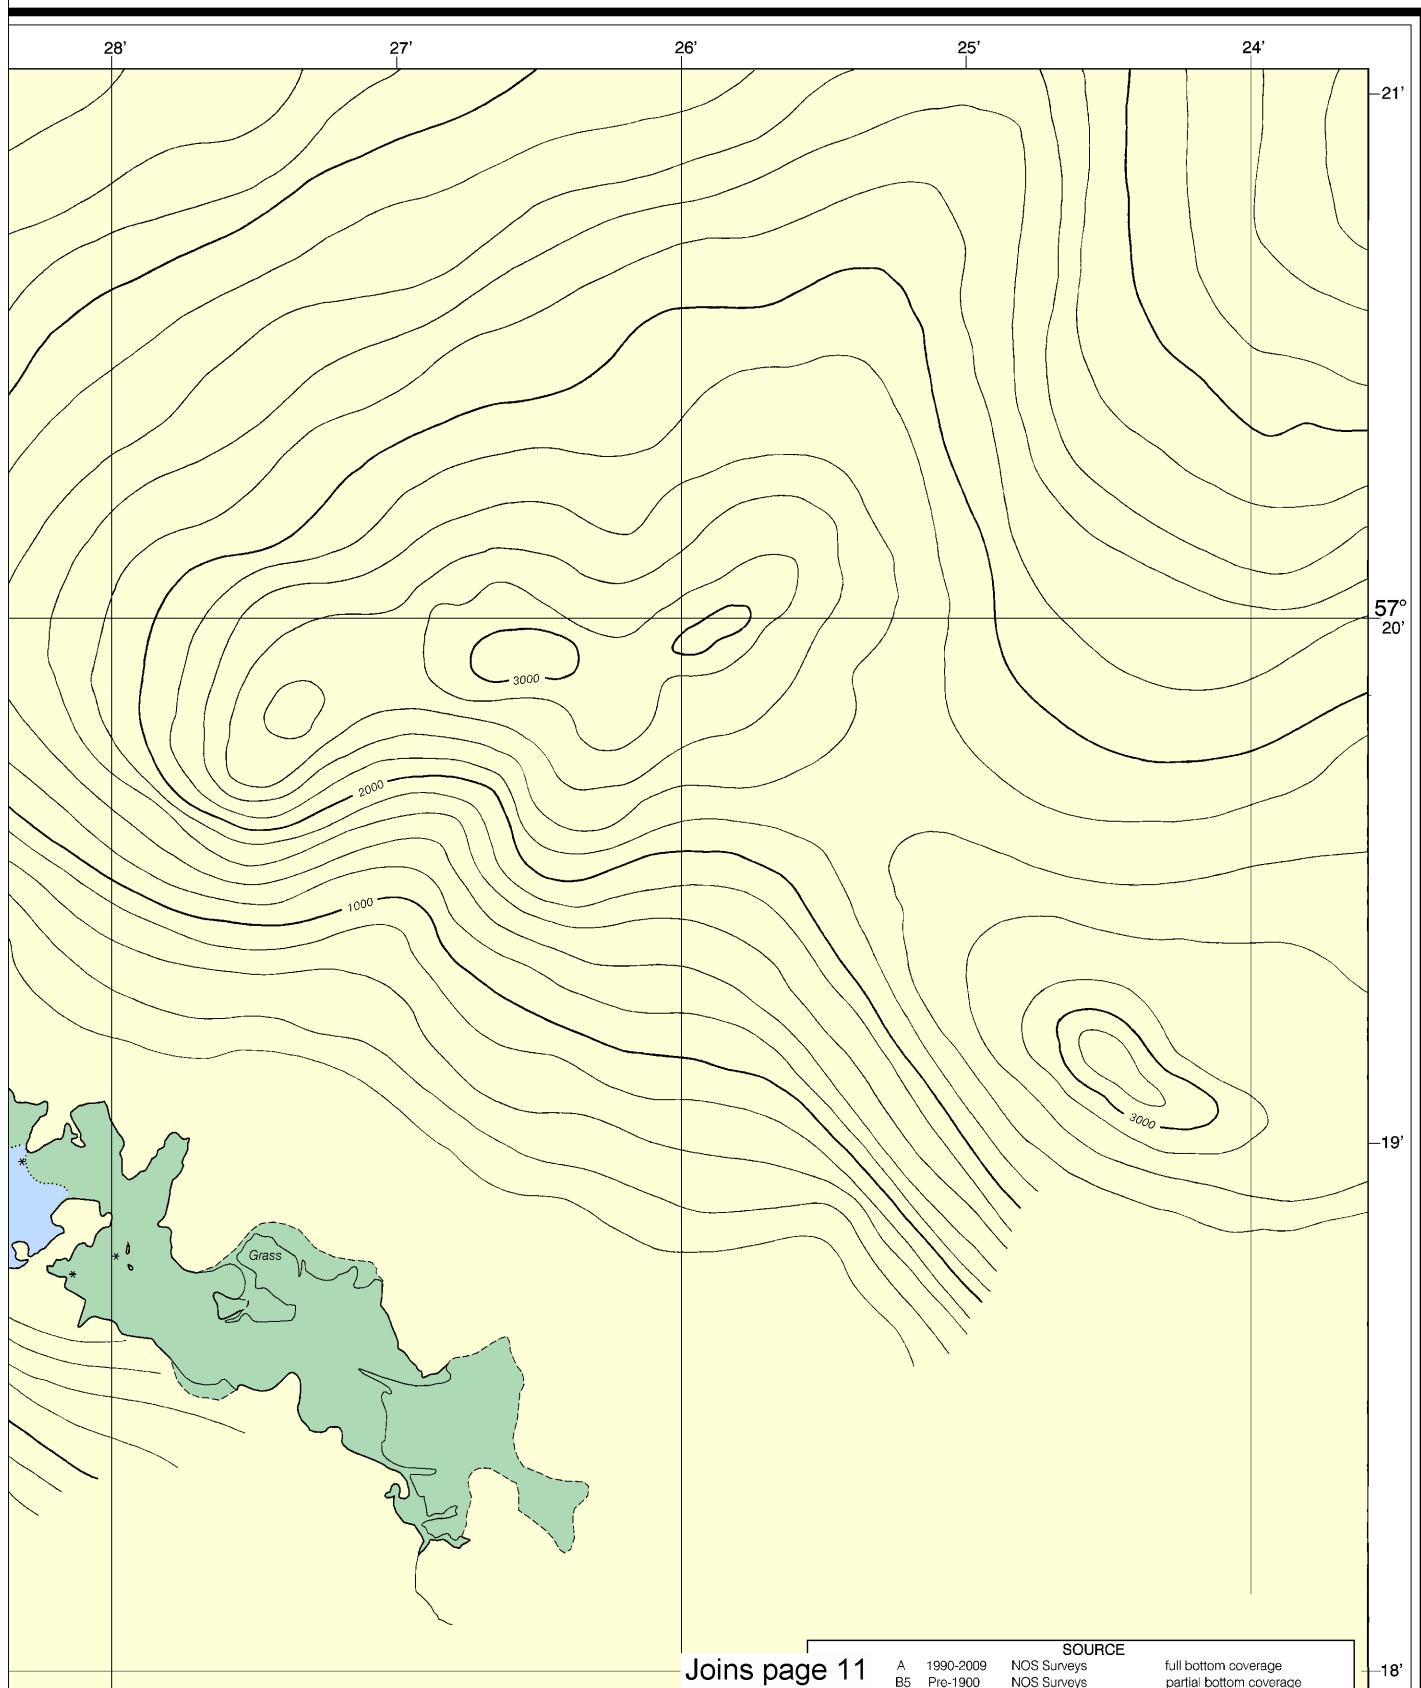 28' 27' 26' 25' 24'
21'
57°
20'
3000
2000
1000
3000
19'
Grass
SOURCE
A 1990-2009 NOS Surveys full bottom coverage
B5 Pre-1900 NOS Surveys partial bottom coverage
Joins page 11
18'